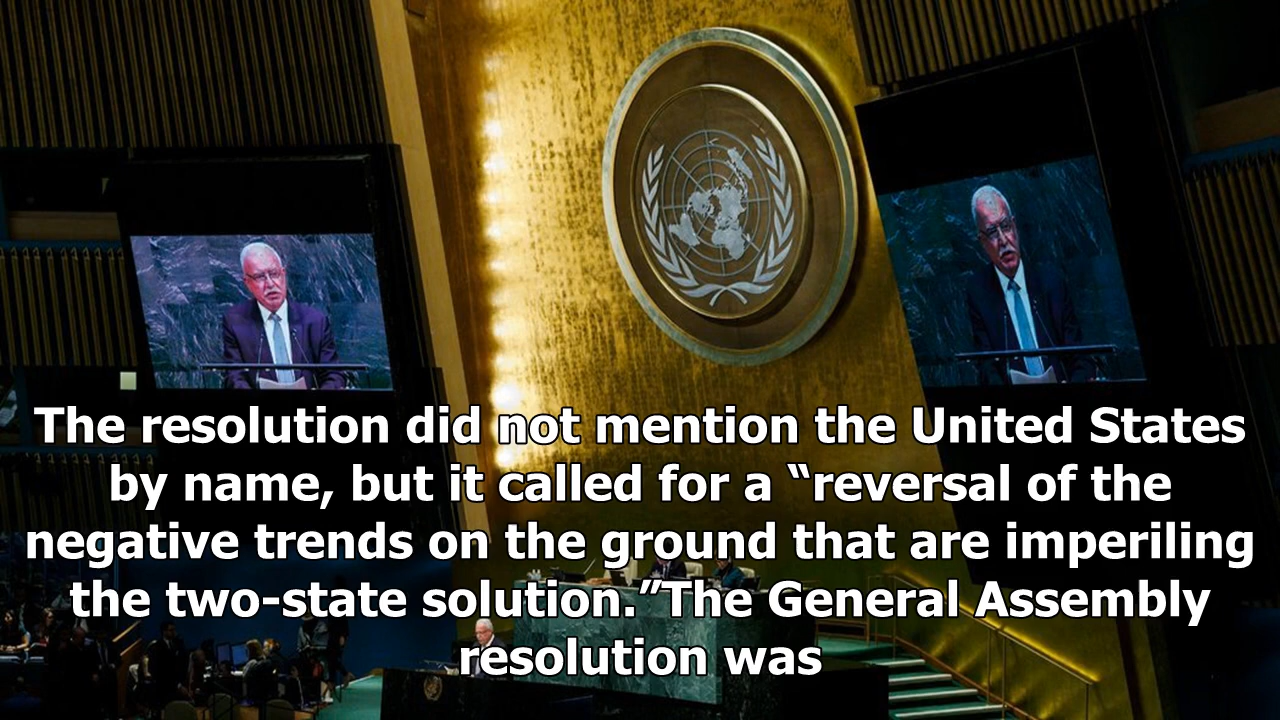 The resolution did not mention the United States
by name, but it called for a “reversal of the
negative trends on the ground that are imperiling
the two-state solution.”The General Assembly
resolution was